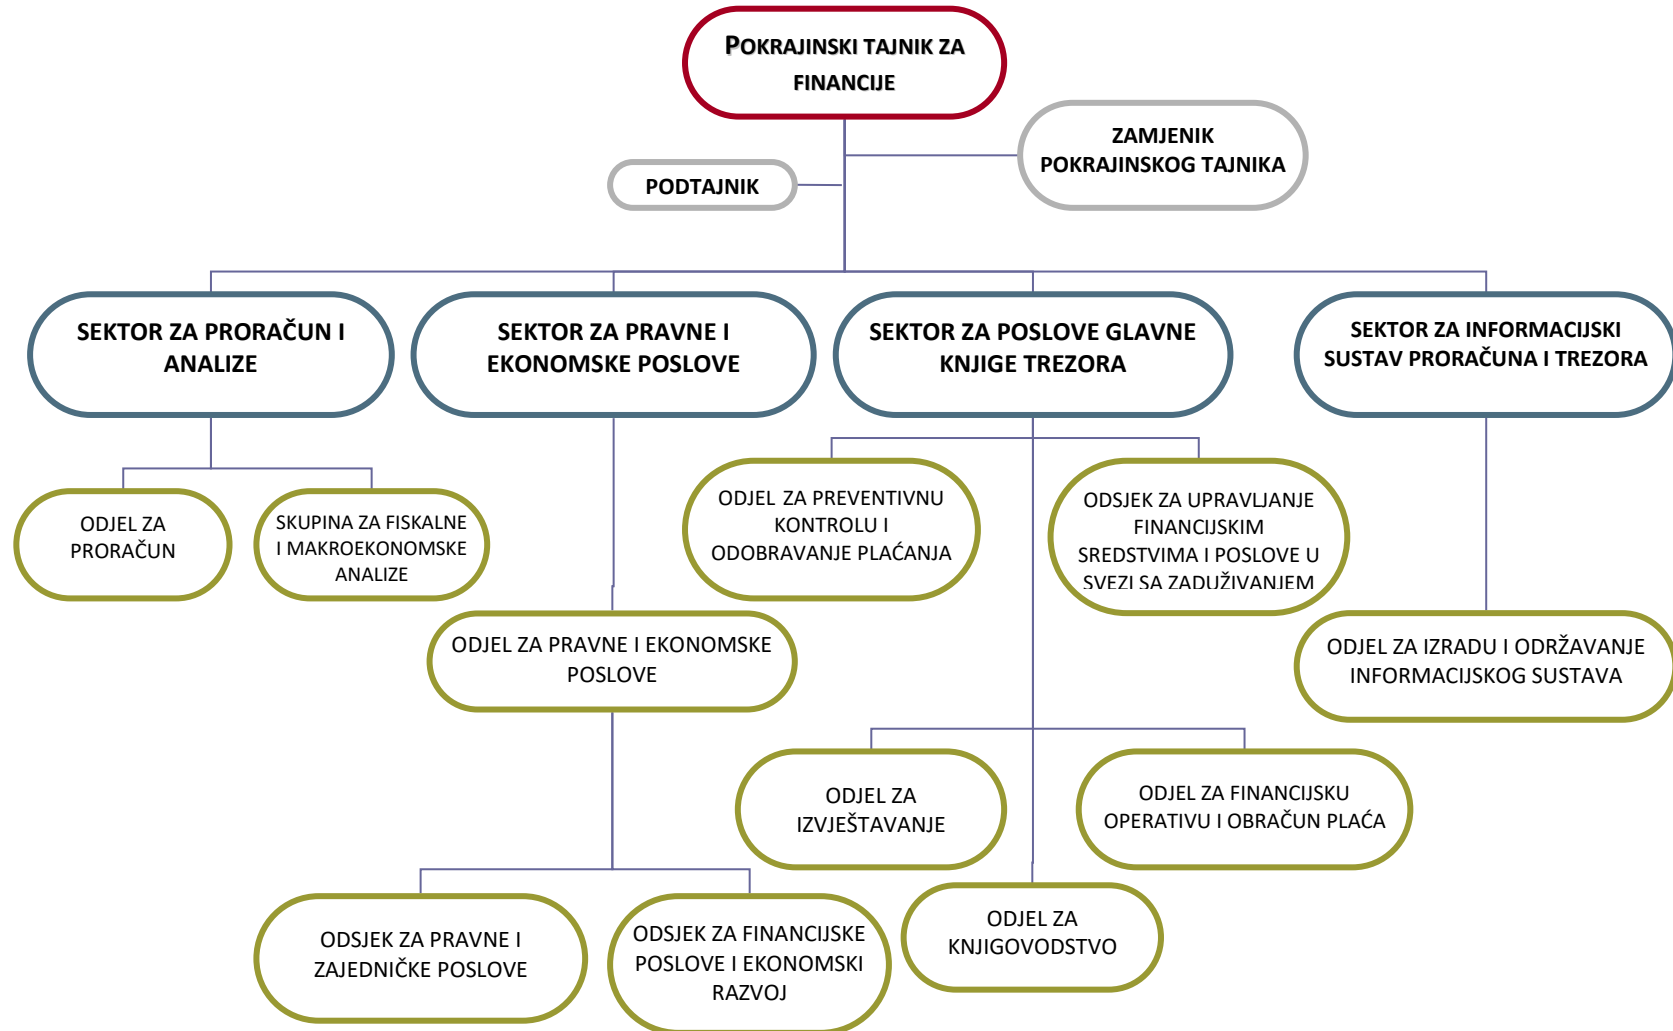 POKRAJINSKI TAJNIK ZA
FINANCIJE
ZAMJENIK
POKRAJINSKOG TAJNIKA
PODTAJNIK
SEKTOR ZA PRORAČUN I
ANALIZE
SEKTOR ZA PRAVNE I
EKONOMSKE POSLOVE
SEKTOR ZA POSLOVE GLAVNE
KNJIGE TREZORA
SEKTOR ZA INFORMACIJSKI
SUSTAV PRORAČUNA I TREZORA
ODJEL ZA
PRORAČUN
SKUPINA ZA FISKALNE
I MAKROEKONOMSKE
ANALIZE
ODJEL ZA PREVENTIVNU
KONTROLU I
ODOBRAVANJE PLAĆANJA
ODSJEK ZA UPRAVLJANJE
FINANCIJSKIM
SREDSTVIMA I POSLOVE U
SVEZI SA ZADUŽIVANJEM
ODJEL ZA PRAVNE I EKONOMSKE
POSLOVE
ODJEL ZA IZRADU I ODRŽAVANJE
INFORMACIJSKOG SUSTAVA
ODJEL ZA
IZVJEŠTAVANJE
ODJEL ZA FINANCIJSKU
OPERATIVU I OBRAČUN PLAĆA
ODSJEK ZA PRAVNE I
ZAJEDNIČKE POSLOVE
ODSJEK ZA FINANCIJSKE
POSLOVE I EKONOMSKI
RAZVOJ
ODJEL ZA
KNJIGOVODSTVO